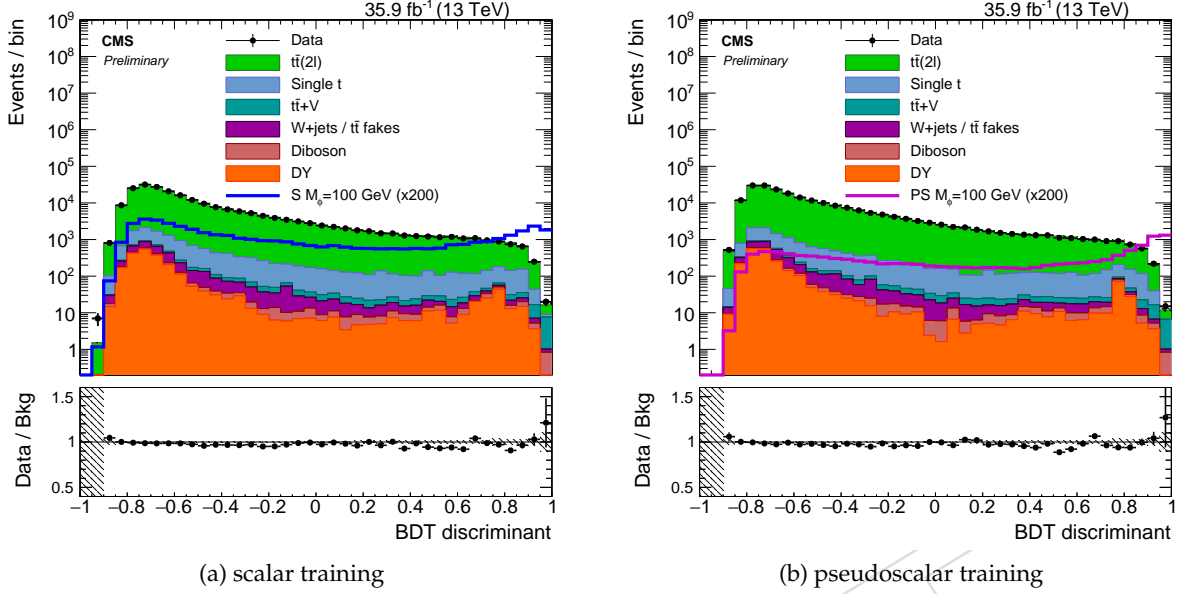 35.9 fb⁻¹ (13 TeV)
Events / bin
10⁹
10⁸
10⁷
10⁶
10⁵
10⁴
10³
10²
10
1
CMS
Preliminary
Data
tt̄(2l)
Single t
tt̄+V
W+jets / tt̄ fakes
Diboson
DY
S M_ϕ=100 GeV (x200)
Data / Bkg
1.5
1
0.5
−1 −0.8 −0.6 −0.4 −0.2 0 0.2 0.4 0.6 0.8 1
BDT discriminant
(a) scalar training
35.9 fb⁻¹ (13 TeV)
Events / bin
10⁹
10⁸
10⁷
10⁶
10⁵
10⁴
10³
10²
10
1
CMS
Preliminary
Data
tt̄(2l)
Single t
tt̄+V
W+jets / tt̄ fakes
Diboson
DY
PS M_ϕ=100 GeV (x200)
Data / Bkg
1.5
1
0.5
−1 −0.8 −0.6 −0.4 −0.2 0 0.2 0.4 0.6 0.8 1
BDT discriminant
(b) pseudoscalar training